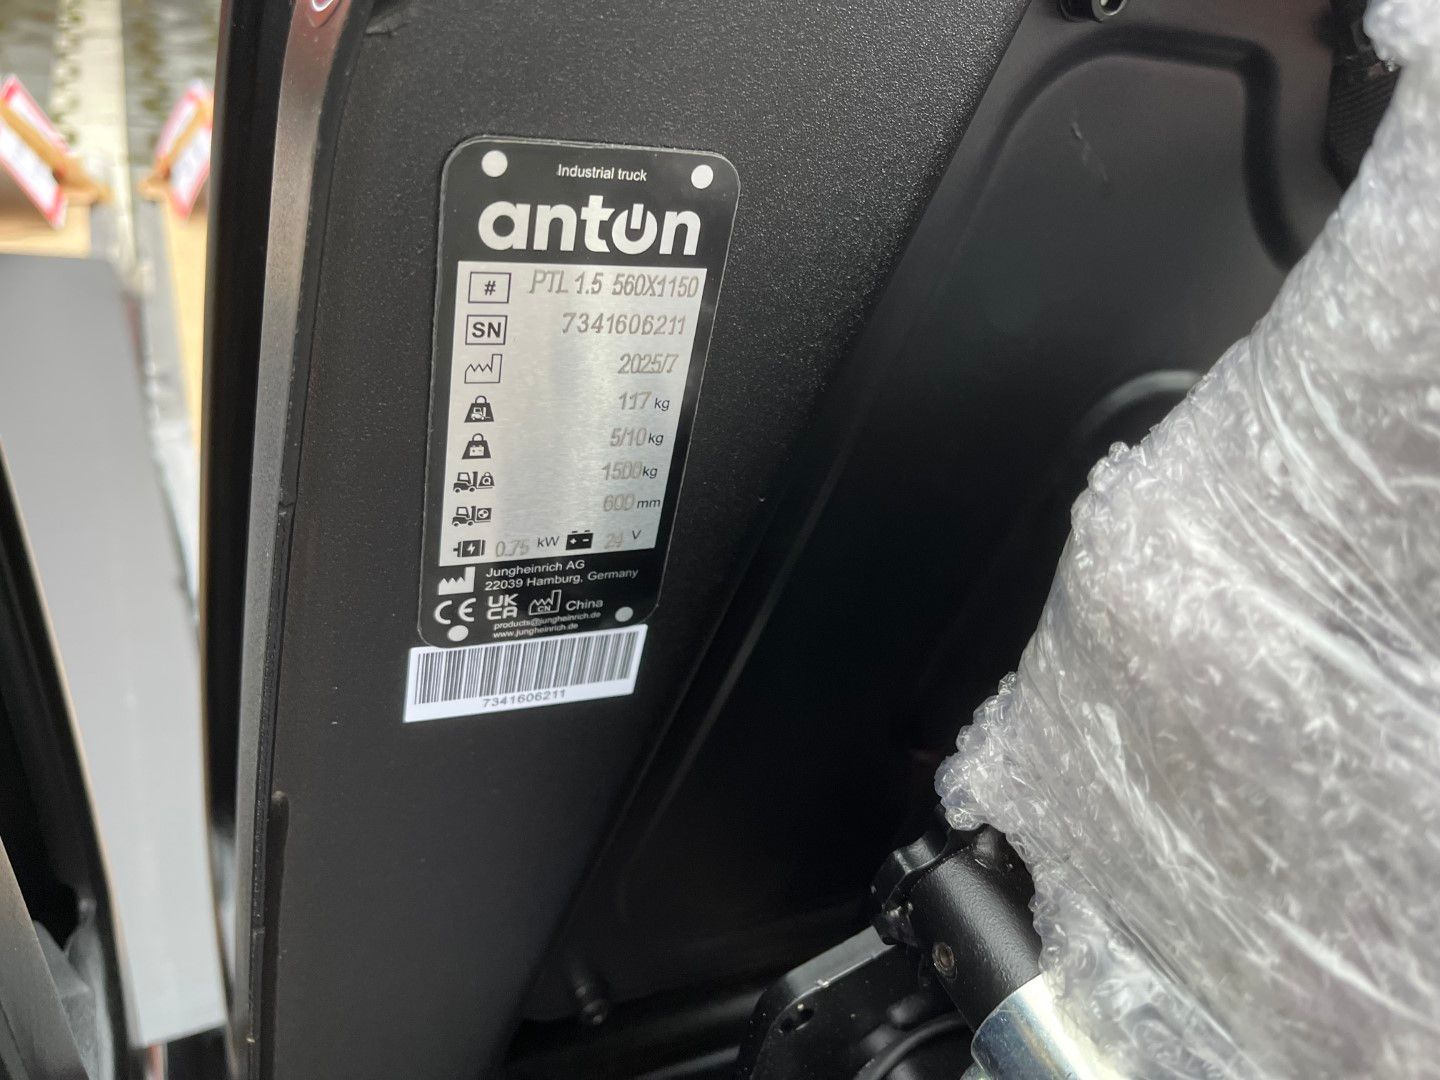 Industrial truck
anton
# PTL 1.5 560X1150
SN 7341606211
2025/7
117 kg
5/10 kg
1500 kg
600 mm
0.75 kW 24 V
Jungheinrich AG
22039 Hamburg, Germany
CE UK CA CN China
products@jungheinrich.de
www.jungheinrich.de
7341606211